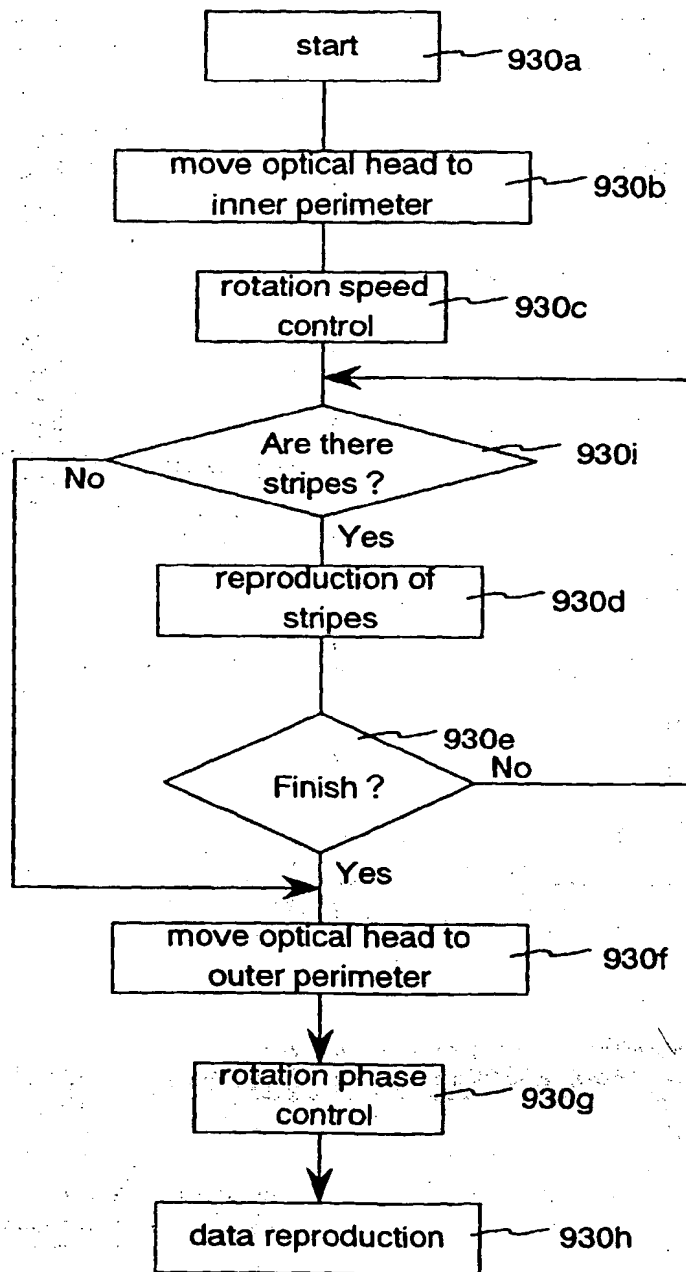 start
930a
move optical head to
inner perimeter
930b
rotation speed
control
930c
Are there
stripes ?
930i
No
Yes
reproduction of
stripes
930d
930e
Finish ?
No
Yes
move optical head to
outer perimeter
930f
rotation phase
control
930g
data reproduction
930h